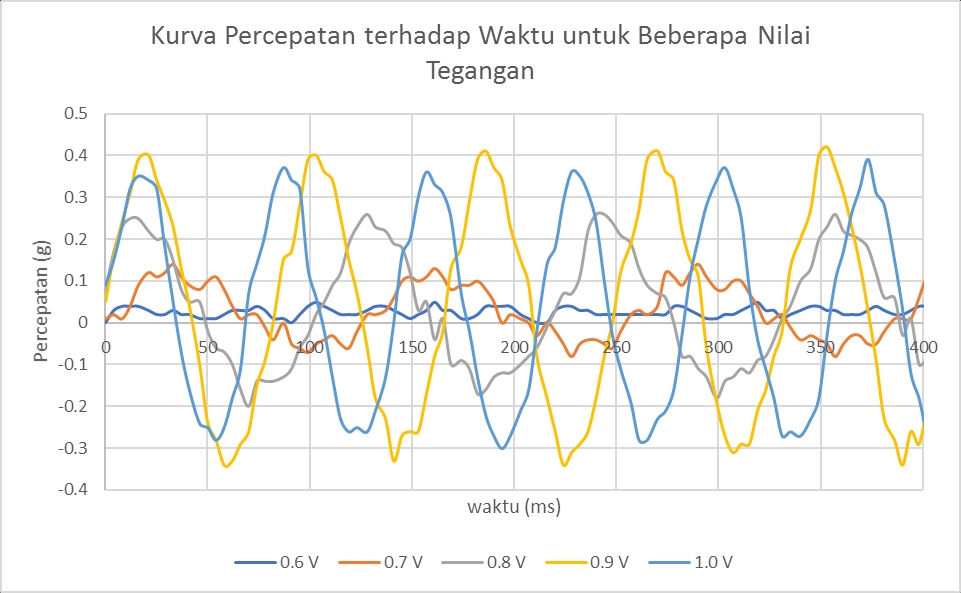 Kurva Percepatan terhadap Waktu untuk Beberapa Nilai
Tegangan
Percepatan (g)
0.5
0.4
0.3
0.2
0.1
0
-0.1
-0.2
-0.3
-0.4
0 50 100 150 200 250 300 350 400
waktu (ms)
0.6 V 0.7 V 0.8 V 0.9 V 1.0 V